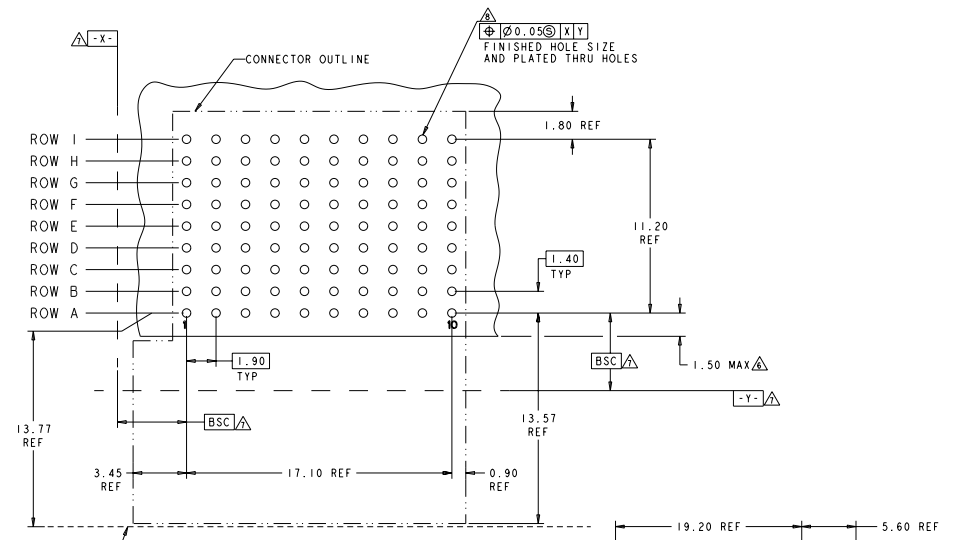 8
⌖ Ø0.05Ⓢ X Y
FINISHED HOLE SIZE
AND PLATED THRU HOLES
7 -X-
CONNECTOR OUTLINE
1.80 REF
ROW I
ROW H
ROW G
ROW F
ROW E
ROW D
ROW C
ROW B
ROW A
11.20
REF
1.40
TYP
1
10
1.90
TYP
BSC 7
1.50 MAX 6
-Y- 7
BSC 7
13.77
REF
13.57
REF
3.45
REF
17.10 REF
0.90
REF
19.20 REF
5.60 REF